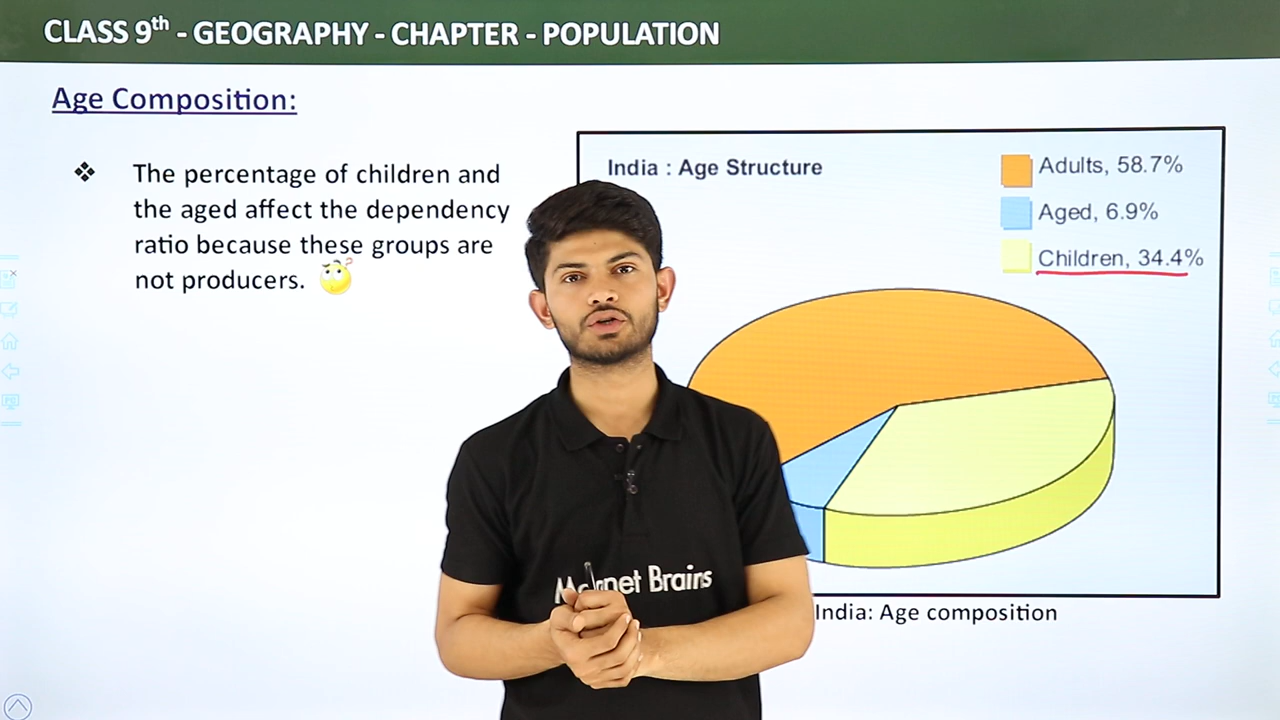 CLASS 9th - GEOGRAPHY - CHAPTER - POPULATION
Age Composition:
❖ The percentage of children and
the aged affect the dependency
ratio because these groups are
not producers.
India : Age Structure
Adults, 58.7%
Aged, 6.9%
Children, 34.4%
India: Age composition
Brains